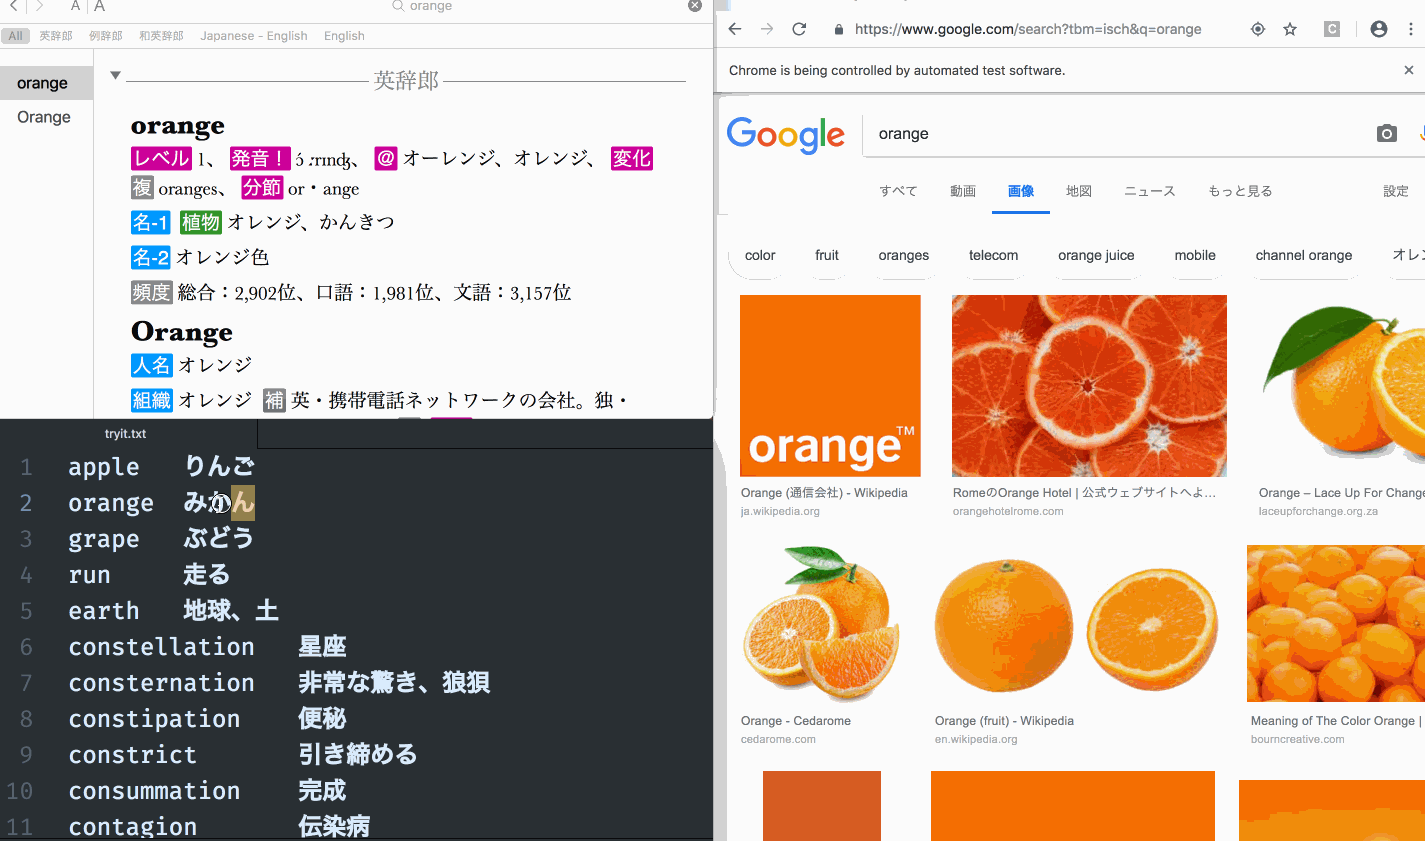 A A orange
All 英辞郎 例辞郎 和英辞郎 Japanese - English English
orange
Orange
英辞郎
orange
レベル 1、 発音！ ɔ́ :rɪndʒ、 @ オーレンジ、オレンジ、 変化
複 oranges、 分節 or・ange
名-1 植物 オレンジ、かんきつ
名-2 オレンジ色
頻度 総合：2,902位、口語：1,981位、文語：3,157位
Orange
人名 オレンジ
組織 オレンジ 補 英・携帯電話ネットワークの会社。独・
tryit.txt
1 apple りんご
2 orange みかん
3 grape ぶどう
4 run 走る
5 earth 地球、土
6 constellation 星座
7 consternation 非常な驚き、狼狽
8 constipation 便秘
9 constrict 引き締める
10 consummation 完成
11 contagion 伝染病
https://www.google.com/search?tbm=isch&q=orange
C
Chrome is being controlled by automated test software.
Google orange
すべて 動画 画像 地図 ニュース もっと見る 設定
color fruit oranges telecom orange juice mobile channel orange オレン
orange™
Orange (通信会社) - Wikipedia
ja.wikipedia.org
RomeのOrange Hotel | 公式ウェブサイトへよ...
orangehotelrome.com
Orange – Lace Up For Change
laceupforchange.org.za
Orange - Cedarome
cedarome.com
Orange (fruit) - Wikipedia
en.wikipedia.org
Meaning of The Color Orange |
bourncreative.com